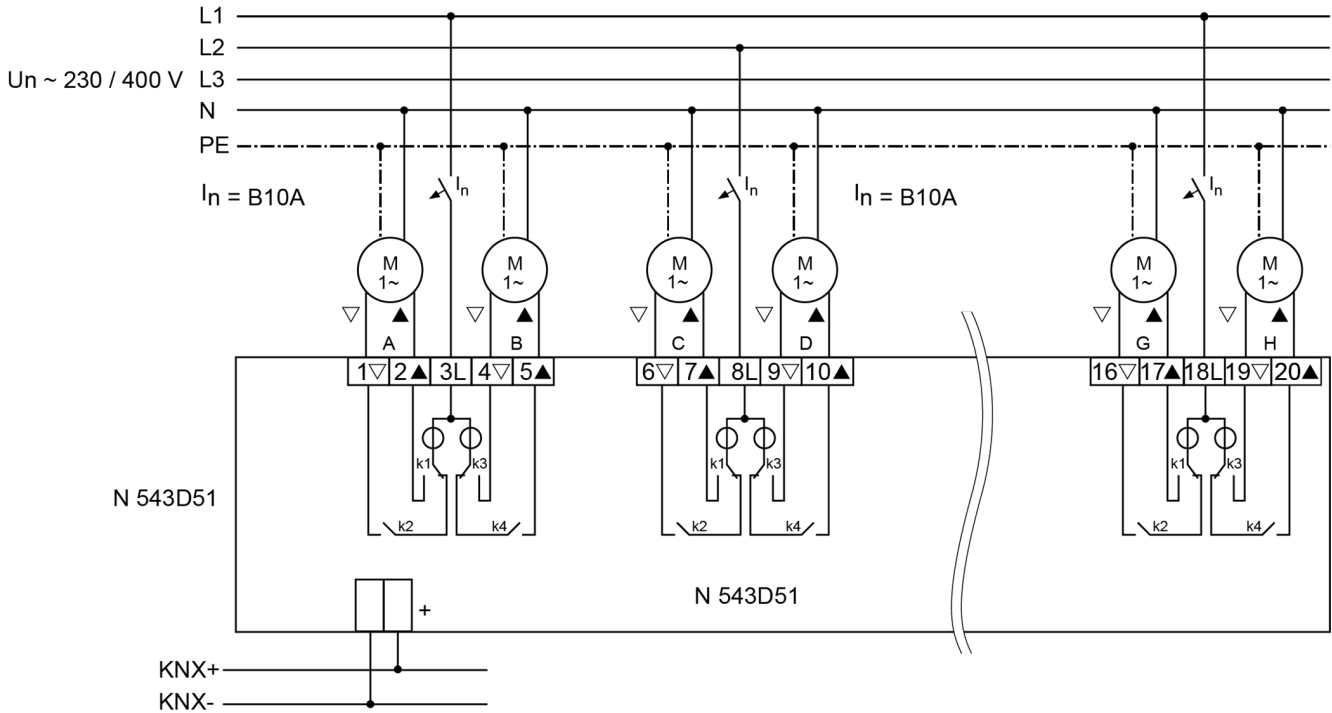 L1
L2
Un ~ 230 / 400 V L3
N
PE
In = B10A In In In = B10A In
M 1~ M 1~ M 1~ M 1~ M 1~ M 1~
▽ ▲ ▽ ▲ ▽ ▲ ▽ ▲ ▽ ▲ ▽ ▲
A B C D G H
1▽ 2▲ 3L 4▽ 5▲ 6▽ 7▲ 8L 9▽ 10▲ 16▽ 17▲ 18L 19▽ 20▲
k1 k3 k1 k3 k1 k3
N 543D51
k2 k4 k2 k4 k2 k4
N 543D51
+
KNX+
KNX-